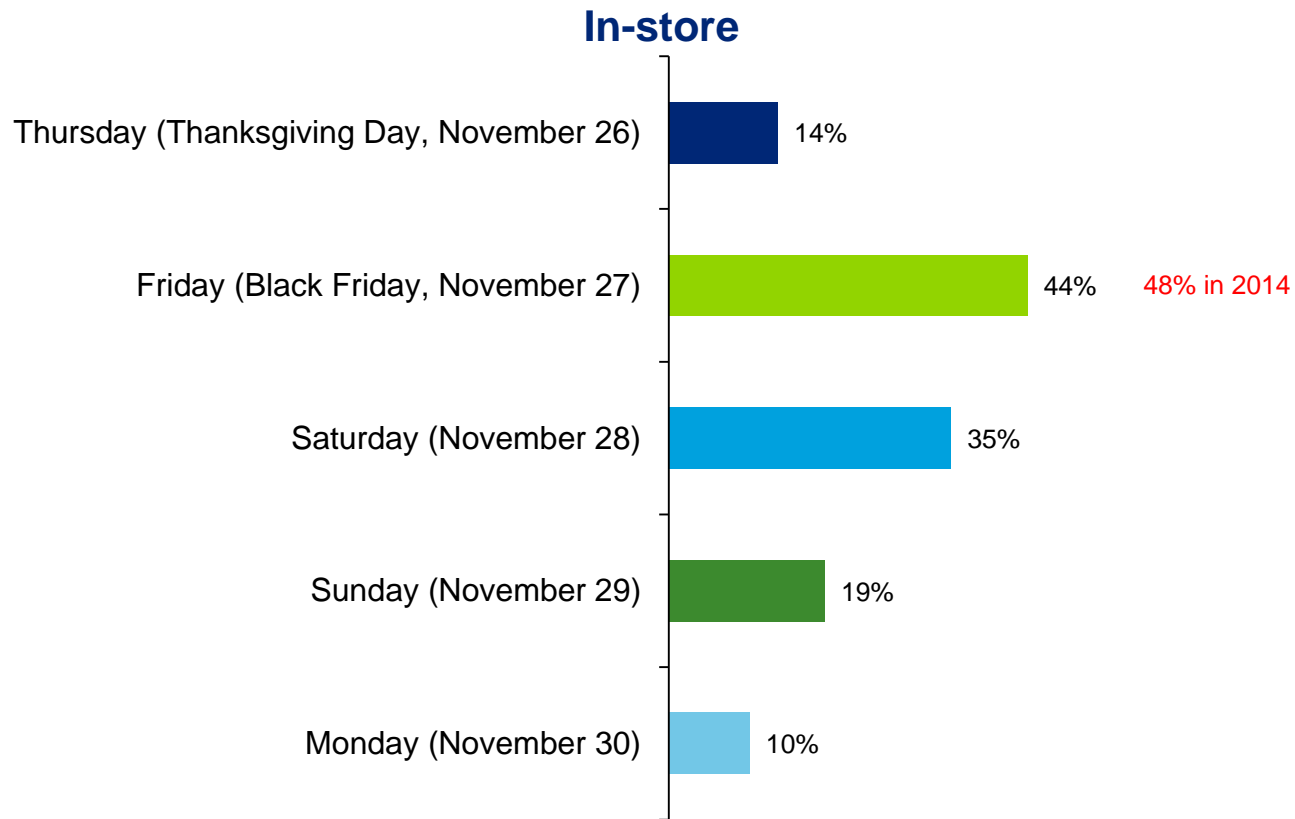 In-store
Thursday (Thanksgiving Day, November 26)
14%
Friday (Black Friday, November 27)
44%
48% in 2014
Saturday (November 28)
35%
Sunday (November 29)
19%
Monday (November 30)
10%